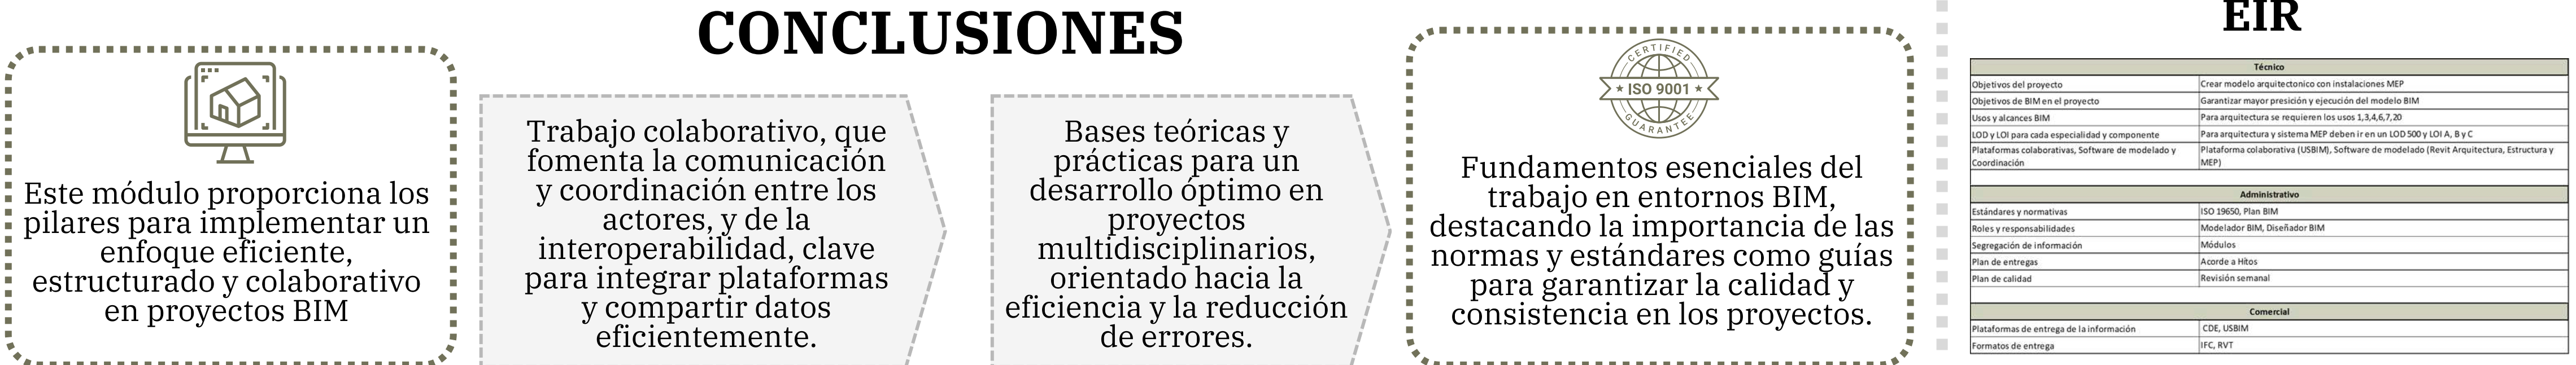 CONCLUSIONES
Este módulo proporciona los
pilares para implementar un
enfoque eficiente,
estructurado y colaborativo
en proyectos BIM
Trabajo colaborativo, que
fomenta la comunicación
y coordinación entre los
actores, y de la
interoperabilidad, clave
para integrar plataformas
y compartir datos
eficientemente.
Bases teóricas y
prácticas para un
desarrollo óptimo en
proyectos
multidisciplinarios,
orientado hacia la
eficiencia y la reducción
de errores.
CERTIFIED
ISO 9001
GUARANTEE
Fundamentos esenciales del
trabajo en entornos BIM,
destacando la importancia de las
normas y estándares como guías
para garantizar la calidad y
consistencia en los proyectos.
EIR
Técnico
Objetivos del proyecto Crear modelo arquitectonico con instalaciones MEP
Objetivos de BIM en el proyecto Garantizar mayor presición y ejecución del modelo BIM
Usos y alcances BIM Para arquitectura se requieren los usos 1,3,4,6,7,20
LOD y LOI para cada especialidad y componente Para arquitectura y sistema MEP deben ir en un LOD 500 y LOI A, B y C
Plataformas colaborativas, Software de modelado y Plataforma colaborativa (USBIM), Software de modelado (Revit Arquitectura, Estructura y
Coordinación MEP)
Administrativo
Estándares y normativas ISO 19650, Plan BIM
Roles y responsabilidades Modelador BIM, Diseñador BIM
Segregación de información Módulos
Plan de entregas Acorde a Hitos
Plan de calidad Revisión semanal
Comercial
Plataformas de entrega de la información CDE, USBIM
Formatos de entrega IFC, RVT